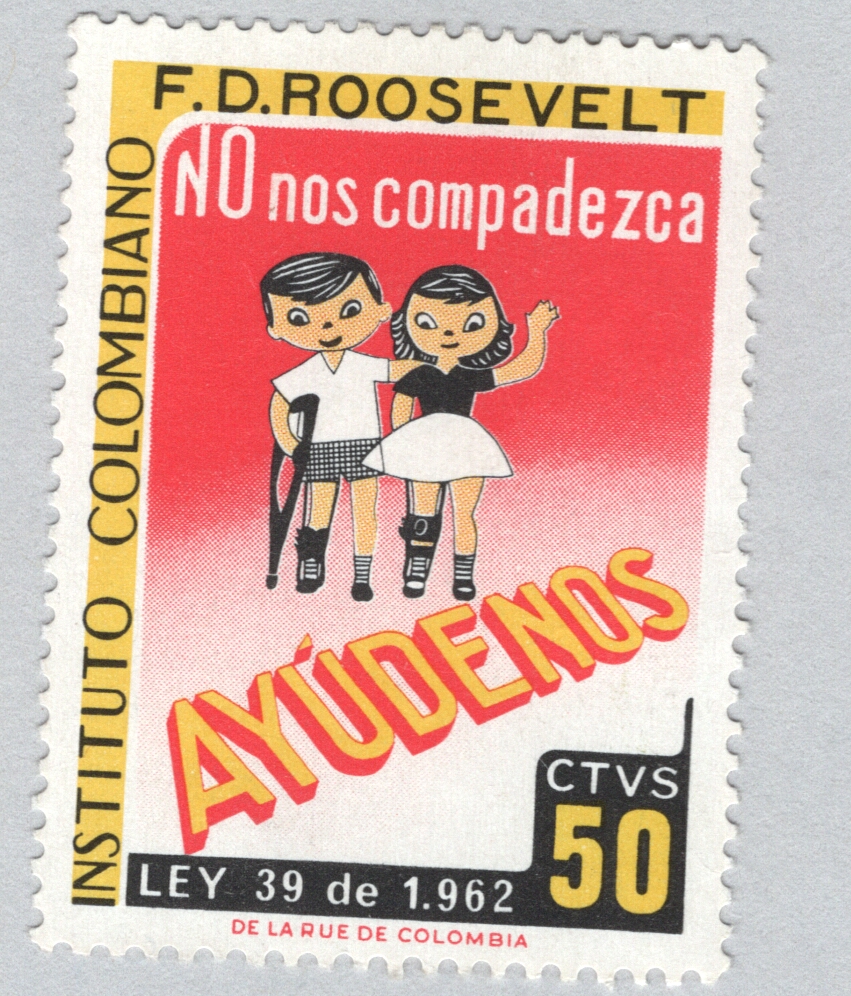 F.D.ROOSEVELT
INSTITUTO COLOMBIANO
NO nos compadezca
AYÚDENOS
CTVS
50
LEY 39 de 1.962
DE LA RUE DE COLOMBIA